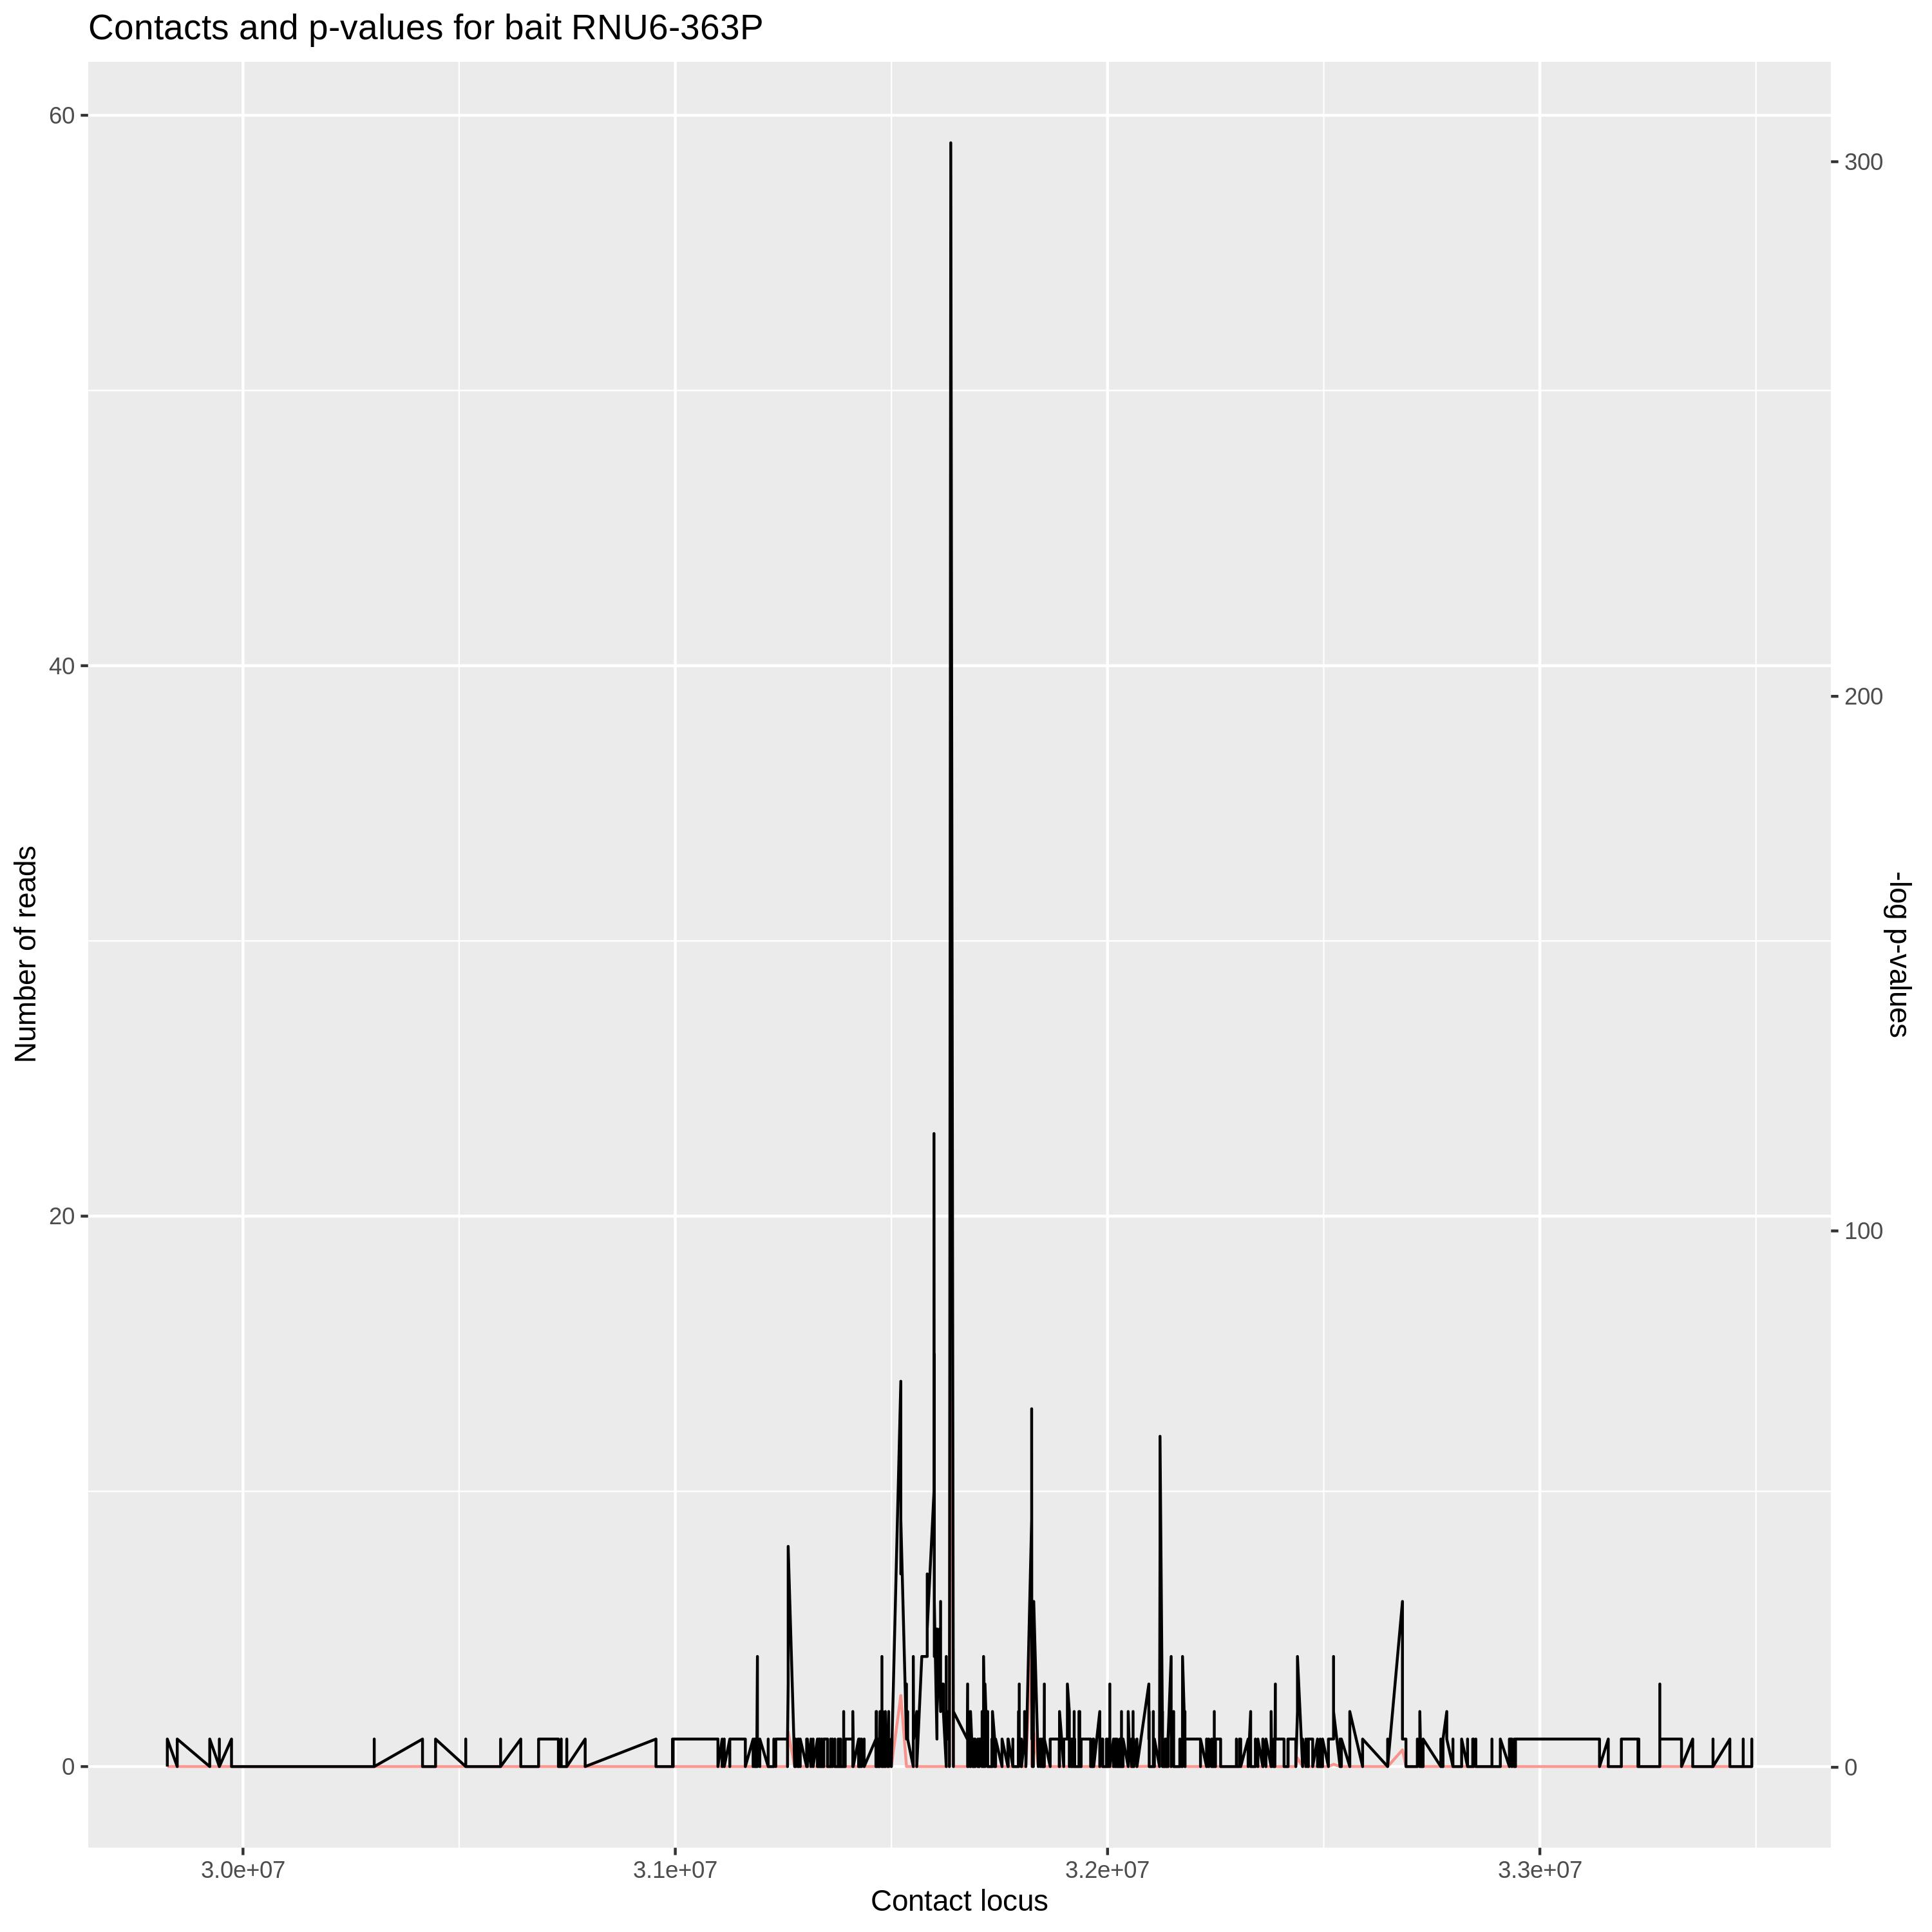 Contacts and p-values for bait RNU6-363P
60
40
20
0
Number of reads
300
200
100
0
-log p-values
3.0e+07
3.1e+07
3.2e+07
3.3e+07
Contact locus